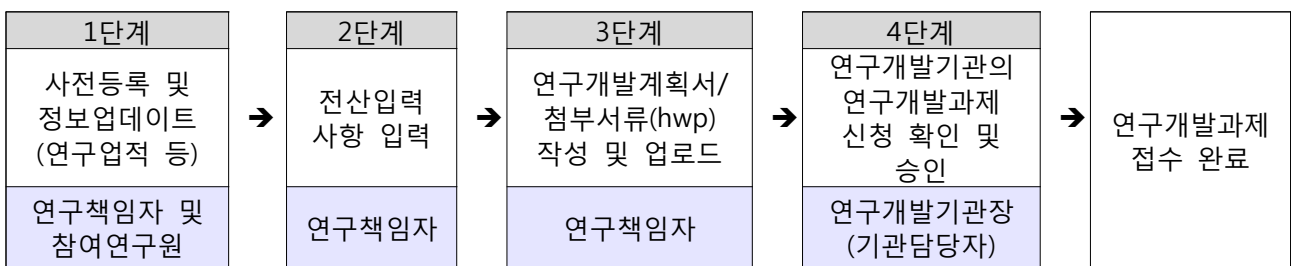 1단계
사전등록 및
정보업데이트
(연구업적 등)
연구책임자 및
참여연구원
➔
2단계
전산입력
사항 입력
연구책임자
➔
3단계
연구개발계획서/
첨부서류(hwp)
작성 및 업로드
연구책임자
➔
4단계
연구개발기관의
연구개발과제
신청 확인 및
승인
연구개발기관장
(기관담당자)
➔
연구개발과제
접수 완료